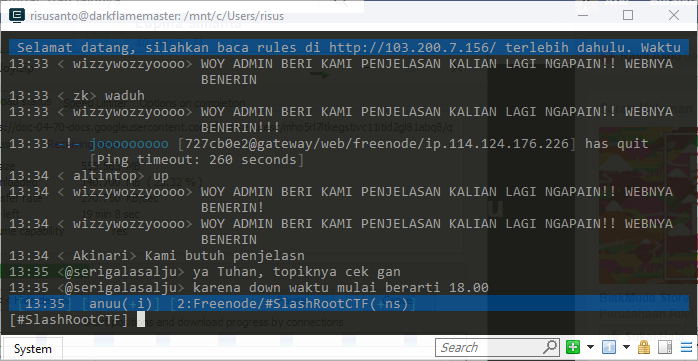 risusanto@darkflamemaster: /mnt/c/Users/risus
Selamat datang, silahkan baca rules di http://103.200.7.156/ terlebih dahulu. Waktu
13:33 < wizzywozzyoooo> WOY ADMIN BERI KAMI PENJELASAN KALIAN LAGI NGAPAIN!! WEBNYA
BENERIN
13:33 < zk> waduh
13:33 < wizzywozzyoooo> WOY ADMIN BERI KAMI PENJELASAN KALIAN LAGI NGAPAIN!! WEBNYA
BENERIN!!!
13:33 -!- jooooooooo [727cb0e2@gateway/web/freenode/ip.114.124.176.226] has quit
[Ping timeout: 260 seconds]
13:34 < altintop> up
13:34 < wizzywozzyoooo> WOY ADMIN BERI KAMI PENJELASAN KALIAN LAGI NGAPAIN!! WEBNYA
BENERIN!
13:34 < wizzywozzyoooo> WOY ADMIN BERI KAMI PENJELASAN KALIAN LAGI NGAPAIN!! WEBNYA
BENERIN
13:34 < Akinari> Kami butuh penjelasn
13:35 <@serigalasalju> ya Tuhan, topiknya cek gan
13:35 <@serigalasalju> karena down waktu mulai berarti 18.00
[13:35] [anuu(+i)] [2:Freenode/#SlashRootCTF(+ns)]
[#SlashRootCTF]
System
Search